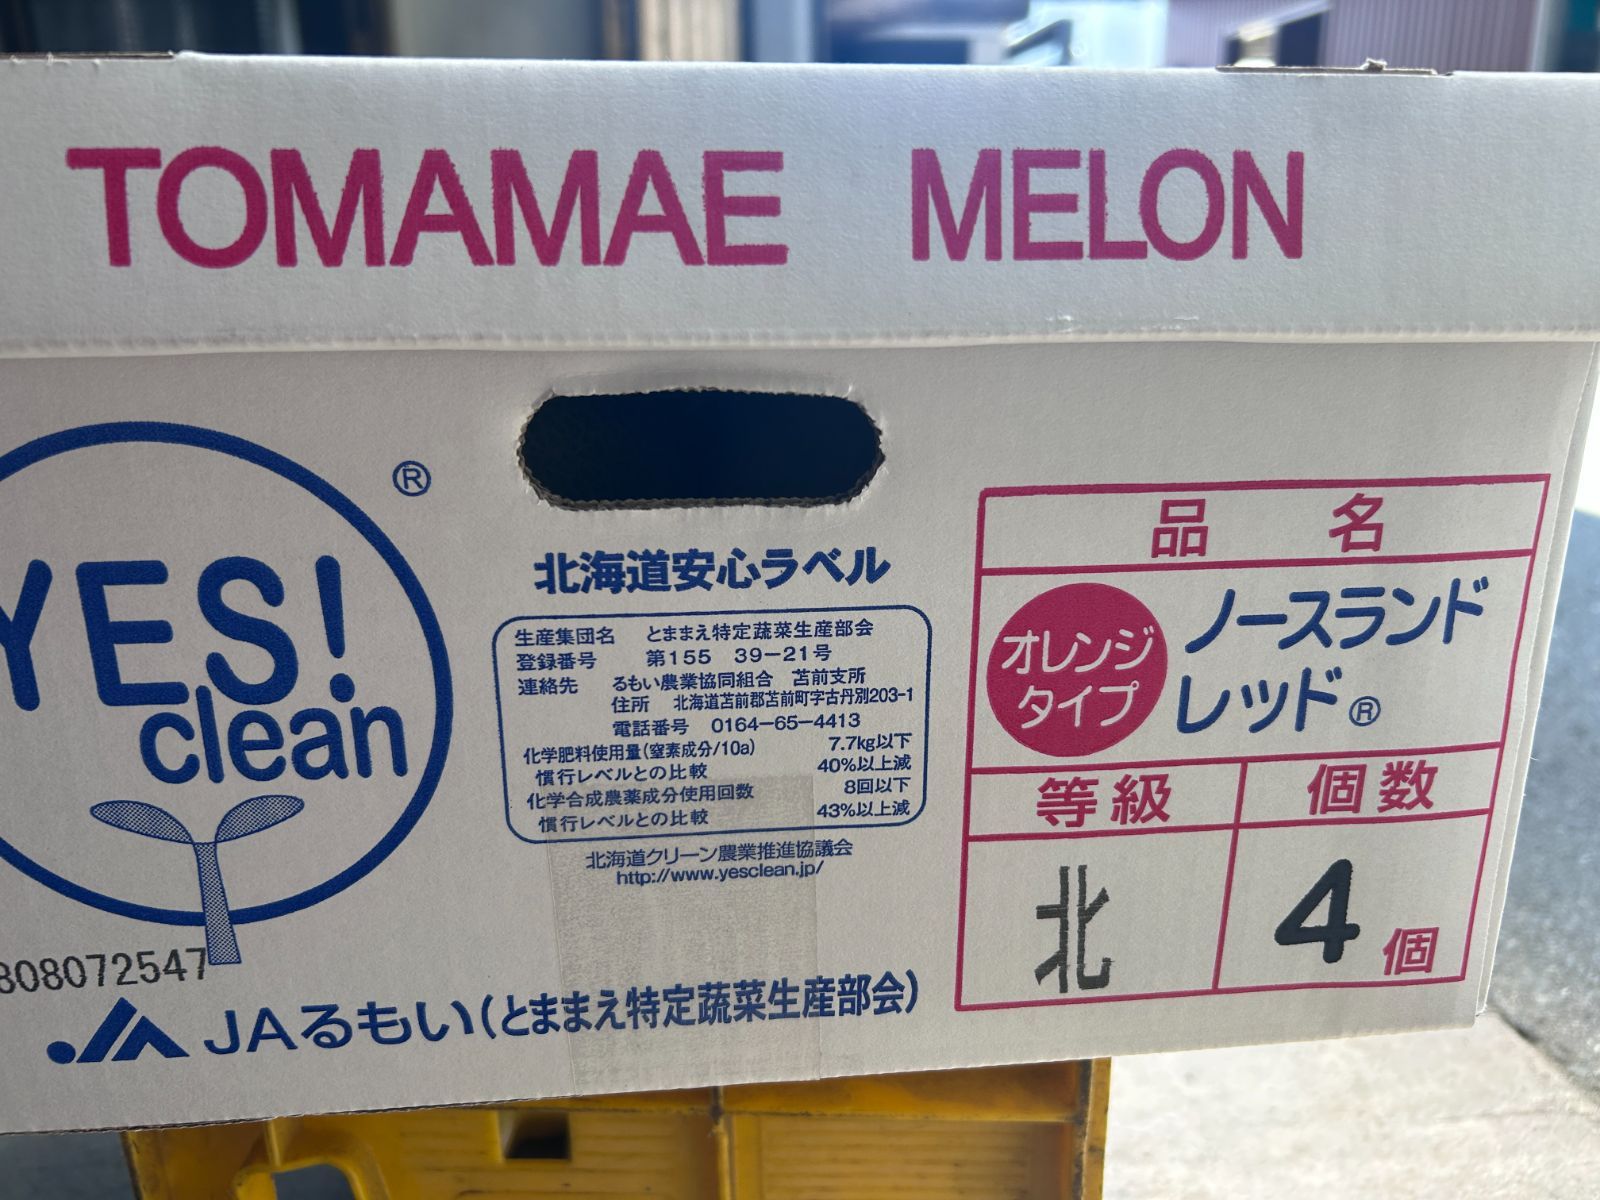 TOMAMAE MELON
YES!
clean
®
808072547
北海道安心ラベル
生産集団名 とままえ特定蔬菜生産部会
登録番号 第155 39-21号
連絡先 るもい農業協同組合 苫前支所
住所 北海道苫前郡苫前町字古丹別203-1
電話番号 0164-65-4413
化学肥料使用量(窒素成分/10a) 7.7kg以下
慣行レベルとの比較 40%以上減
化学合成農薬成分使用回数 8回以下
慣行レベルとの比較 43%以上減
北海道クリーン農業推進協議会
http://www.yesclean.jp/
JA JAるもい(とままえ特定蔬菜生産部会)
品名
オレンジ
タイプ
ノースランド
レッド®
等級 個数
北 4個